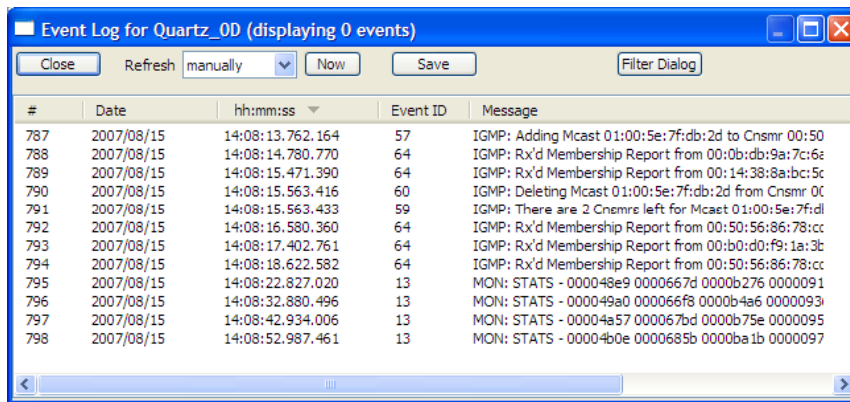 Event Log for Quartz_0D (displaying 0 events)
Close Refresh manually Now Save Filter Dialog
# Date hh:mm:ss Event ID Message
787 2007/08/15 14:08:13.762.164 57 IGMP: Adding Mcast 01:00:5e:7f:db:2d to Cnsmr 00:50
788 2007/08/15 14:08:14.780.770 64 IGMP: Rx'd Membership Report from 00:0b:db:9a:7c:6a
789 2007/08/15 14:08:15.471.390 64 IGMP: Rx'd Membership Report from 00:14:38:8a:bc:5c
790 2007/08/15 14:08:15.563.416 60 IGMP: Deleting Mcast 01:00:5e:7f:db:2d from Cnsmr 00
791 2007/08/15 14:08:15.563.433 59 IGMP: There are 2 Cnsmrs left for Mcast 01:00:5e:7f:d
792 2007/08/15 14:08:16.580.360 64 IGMP: Rx'd Membership Report from 00:50:56:86:78:cc
793 2007/08/15 14:08:17.402.761 64 IGMP: Rx'd Membership Report from 00:b0:d0:f9:1a:3b
794 2007/08/15 14:08:18.622.582 64 IGMP: Rx'd Membership Report from 00:50:56:86:78:cc
795 2007/08/15 14:08:22.827.020 13 MON: STATS - 000048e9 0000667d 0000b276 0000091
796 2007/08/15 14:08:32.880.496 13 MON: STATS - 000049a0 000066f8 0000b4a6 0000093
797 2007/08/15 14:08:42.934.006 13 MON: STATS - 00004a57 000067bd 0000b75e 0000095
798 2007/08/15 14:08:52.987.461 13 MON: STATS - 00004b0e 0000685b 0000ba1b 0000097